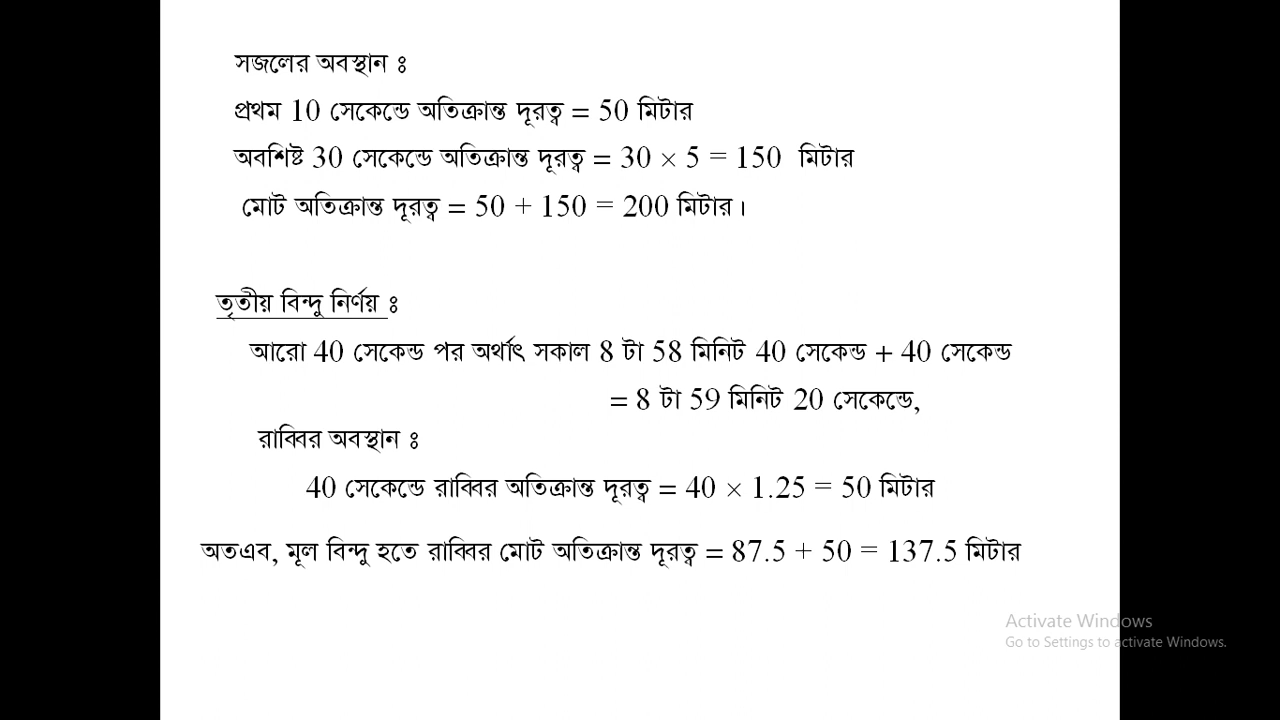 সজলের অবস্থান ঃ
প্রথম 10 সেকেন্ডে অতিক্রান্ত দূরত্ব = 50 মিটার
অবশিষ্ট 30 সেকেন্ডে অতিক্রান্ত দূরত্ব = 30 × 5 = 150 মিটার
মোট অতিক্রান্ত দূরত্ব = 50 + 150 = 200 মিটার।
তৃতীয় বিন্দু নির্ণয় ঃ
আরো 40 সেকেন্ড পর অর্থাৎ সকাল 8 টা 58 মিনিট 40 সেকেন্ড + 40 সেকেন্ড
= 8 টা 59 মিনিট 20 সেকেন্ডে,
রাব্বির অবস্থান ঃ
40 সেকেন্ডে রাব্বির অতিক্রান্ত দূরত্ব = 40 × 1.25 = 50 মিটার
অতএব, মূল বিন্দু হতে রাব্বির মোট অতিক্রান্ত দূরত্ব = 87.5 + 50 = 137.5 মিটার
Activate Windows
Go to Settings to activate Windows.